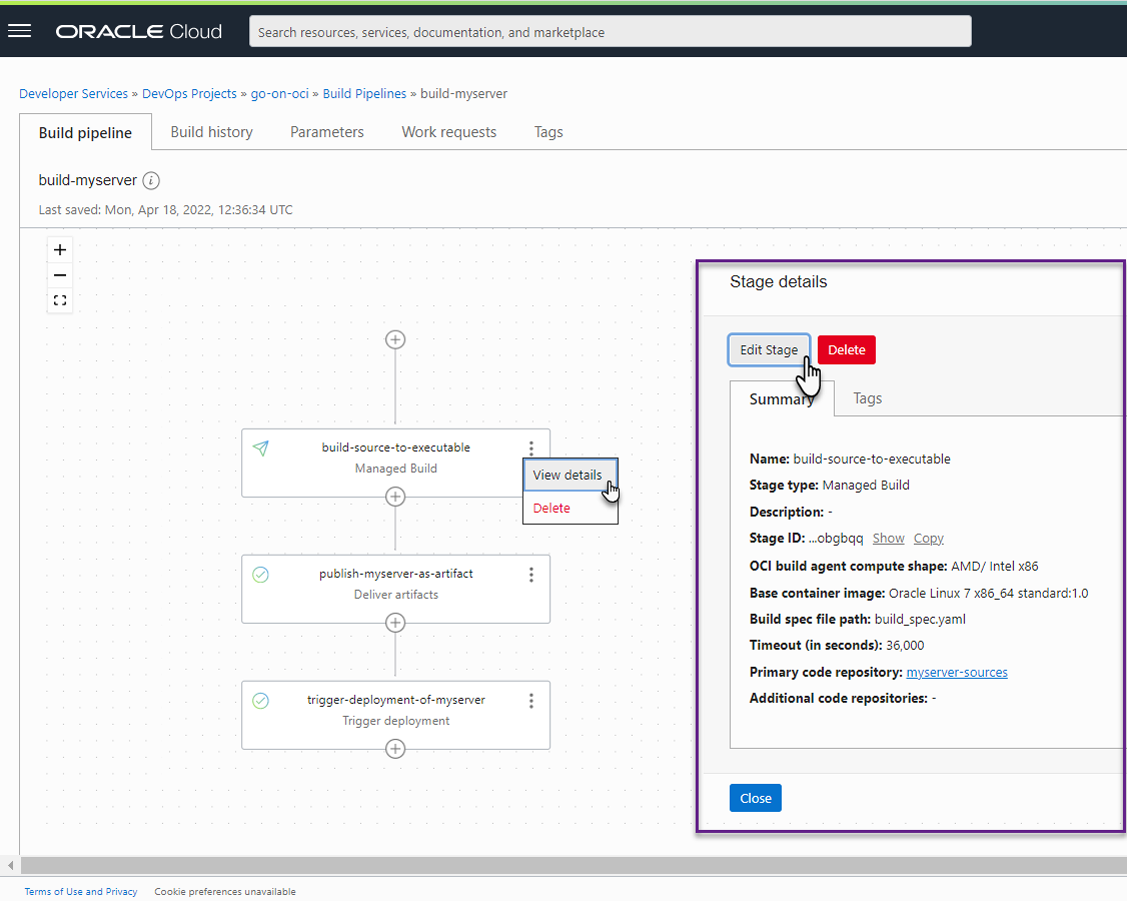 ORACLE Cloud
Search resources, services, documentation, and marketplace
Developer Services » DevOps Projects » go-on-oci » Build Pipelines » build-myserver
Build pipeline Build history Parameters Work requests Tags
build-myserver i
Last saved: Mon, Apr 18, 2022, 12:36:34 UTC
build-source-to-executable
Managed Build
View details
Delete
publish-myserver-as-artifact
Deliver artifacts
trigger-deployment-of-myserver
Trigger deployment
Stage details
Edit Stage Delete
Summary Tags
Name: build-source-to-executable
Stage type: Managed Build
Description: -
Stage ID: ...obgbqq Show Copy
OCI build agent compute shape: AMD/ Intel x86
Base container image: Oracle Linux 7 x86_64 standard:1.0
Build spec file path: build_spec.yaml
Timeout (in seconds): 36,000
Primary code repository: myserver-sources
Additional code repositories: -
Close
Terms of Use and Privacy Cookie preferences unavailable